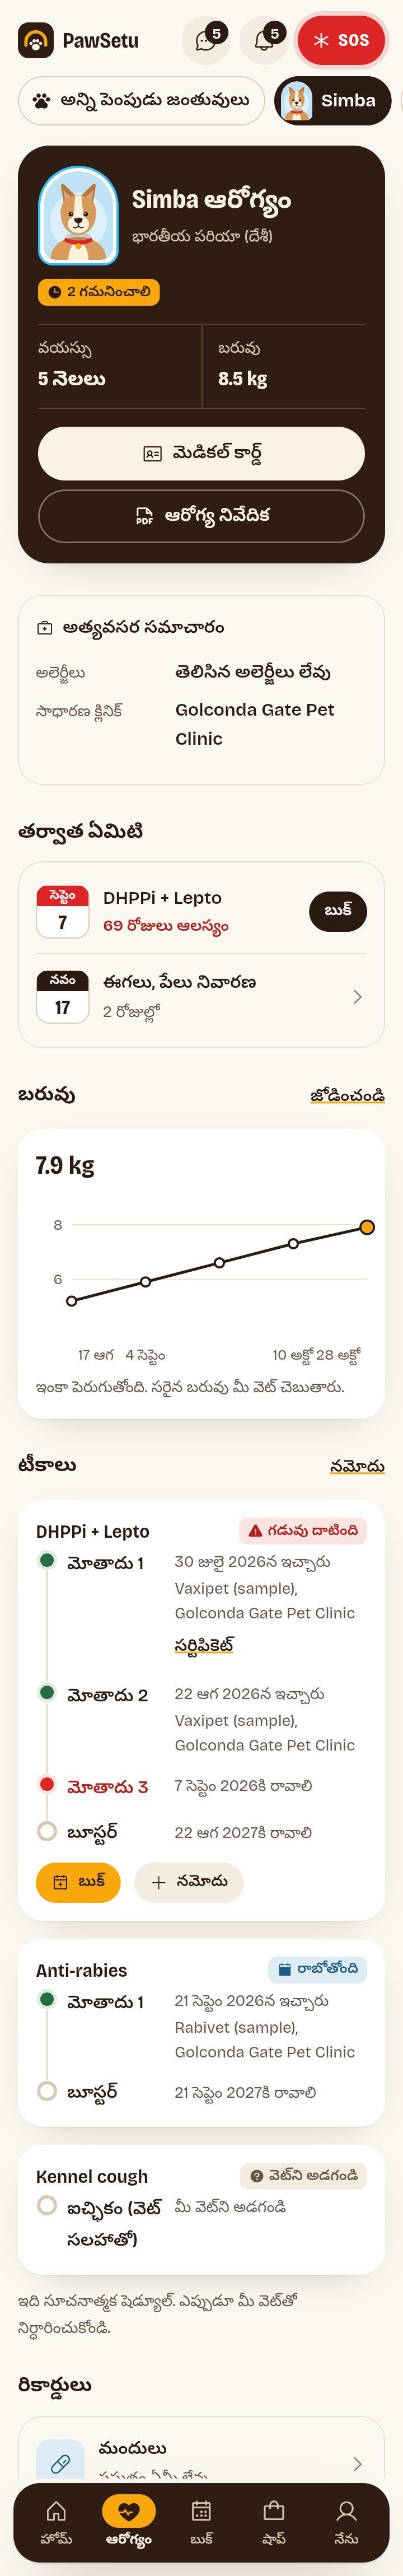 PawSetu
5
5
SOS
అన్ని పెంపుడు జంతువులు
Simba
Simba ఆరోగ్యం
భారతీయ పరియా (దేశీ)
2 గమనించాలి
వయస్సు
బరువు
5 నెలలు
8.5 kg
మెడికల్ కార్డ్
PDF ఆరోగ్య నివేదిక
అత్యవసర సమాచారం
అలెర్జీలు
తెలిసిన అలెర్జీలు లేవు
సాధారణ క్లినిక్
Golconda Gate Pet
Clinic
తర్వాత ఏమిటి
సెప్టెం
7
DHPPi + Lepto
69 రోజులు ఆలస్యం
బుక్
నవం
17
ఈగలు, పేలు నివారణ
2 రోజుల్లో
బరువు
జోడించండి
7.9 kg
8
6
17 ఆగ
4 సెప్టెం
10 అక్టో
28 అక్టో
ఇంకా పెరుగుతోంది. సరైన బరువు మీ వెట్ చెబుతారు.
టీకాలు
నమోదు
DHPPi + Lepto
గడువు దాటింది
మోతాదు 1
30 జులై 2026న ఇచ్చారు
Vaxipet (sample),
Golconda Gate Pet Clinic
సర్టిఫికెట్
మోతాదు 2
22 ఆగ 2026న ఇచ్చారు
Vaxipet (sample),
Golconda Gate Pet Clinic
మోతాదు 3
7 సెప్టెం 2026కి రావాలి
బూస్టర్
22 ఆగ 2027కి రావాలి
బుక్
నమోదు
Anti-rabies
రాబోతోంది
మోతాదు 1
21 సెప్టెం 2026న ఇచ్చారు
Rabivet (sample),
Golconda Gate Pet Clinic
బూస్టర్
21 సెప్టెం 2027కి రావాలి
Kennel cough
వెట్‌ని అడగండి
ఐచ్ఛికం (వెట్
సలహాతో)
మీ వెట్‌ని అడగండి
ఇది సూచనాత్మక షెడ్యూల్. ఎప్పుడూ మీ వెట్‌తో
నిర్ధారించుకోండి.
రికార్డులు
మందులు
హోమ్
ఆరోగ్యం
బుక్
షాప్
నేను